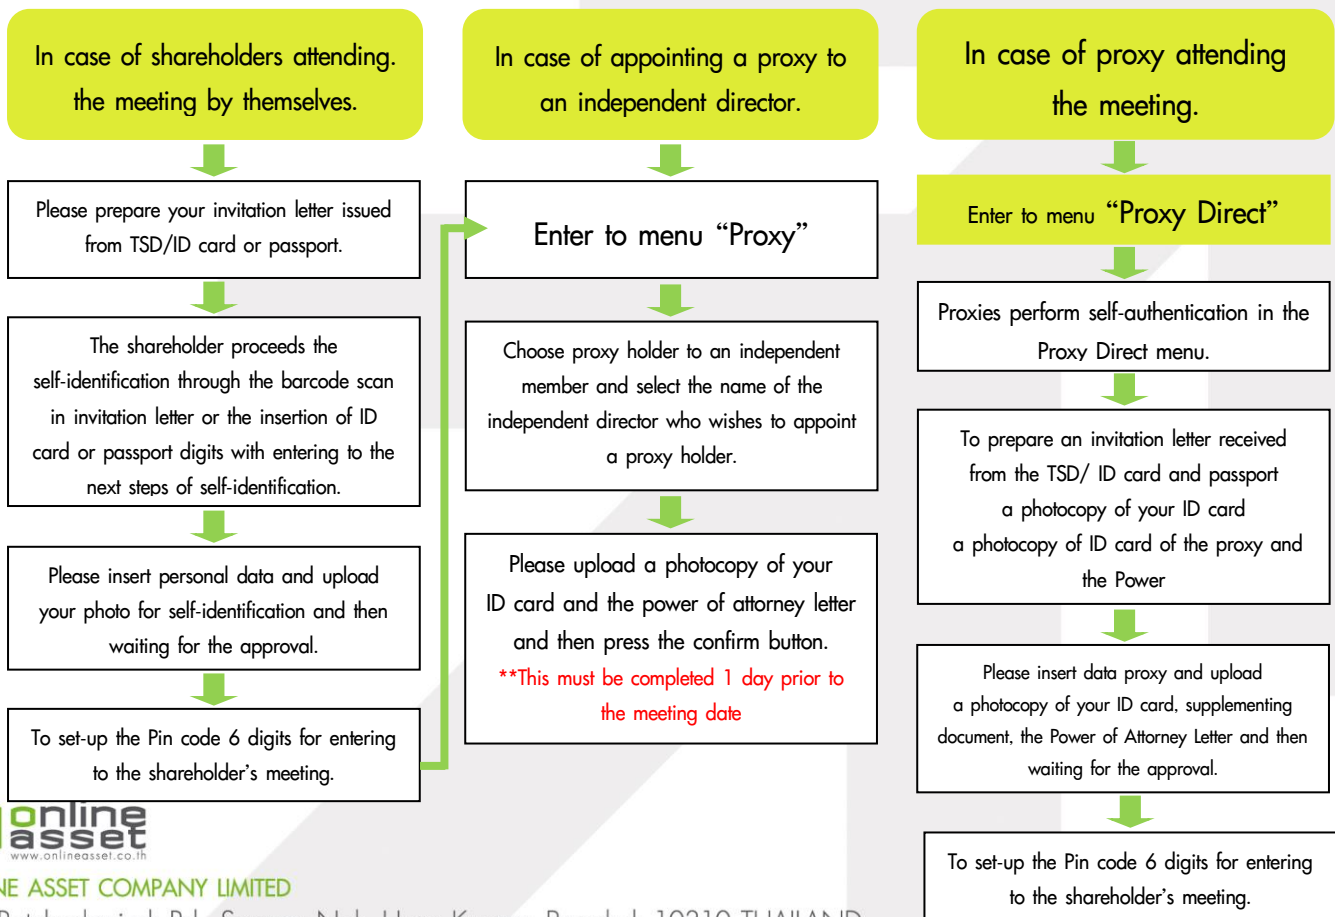 In case of shareholders attending.
the meeting by themselves.
Please prepare your invitation letter issued
from TSD/ID card or passport.
The shareholder proceeds the
self-identification through the barcode scan
in invitation letter or the insertion of ID
card or passport digits with entering to the
next steps of self-identification.
Please insert personal data and upload
your photo for self-identification and then
waiting for the approval.
To set-up the Pin code 6 digits for entering
to the shareholder's meeting.
In case of appointing a proxy to
an independent director.
Enter to menu “Proxy”
Choose proxy holder to an independent
member and select the name of the
independent director who wishes to appoint
a proxy holder.
Please upload a photocopy of your
ID card and the power of attorney letter
and then press the confirm button.
**This must be completed 1 day prior to
the meeting date
In case of proxy attending
the meeting.
Enter to menu “Proxy Direct”
Proxies perform self-authentication in the
Proxy Direct menu.
To prepare an invitation letter received
from the TSD/ ID card and passport
a photocopy of your ID card
a photocopy of ID card of the proxy and
the Power
Please insert data proxy and upload
a photocopy of your ID card, supplementing
document, the Power of Attorney Letter and then
waiting for the approval.
To set-up the Pin code 6 digits for entering
to the shareholder's meeting.
online
asset
www.onlineasset.co.th
NE ASSET COMPANY LIMITED
10310 THAILAND